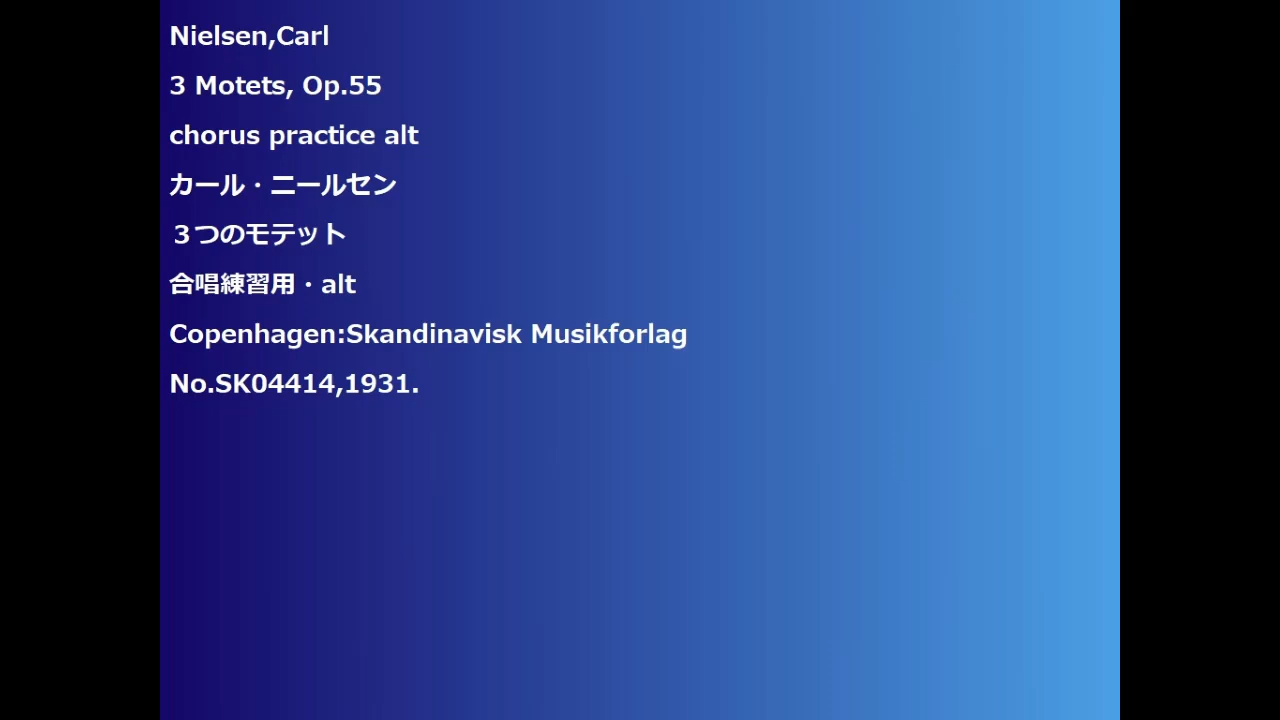 Nielsen,Carl
3 Motets, Op.55
chorus practice alt
カール・ニールセン
３つのモテット
合唱練習用・alt
Copenhagen:Skandinavisk Musikforlag
No.SK04414,1931.